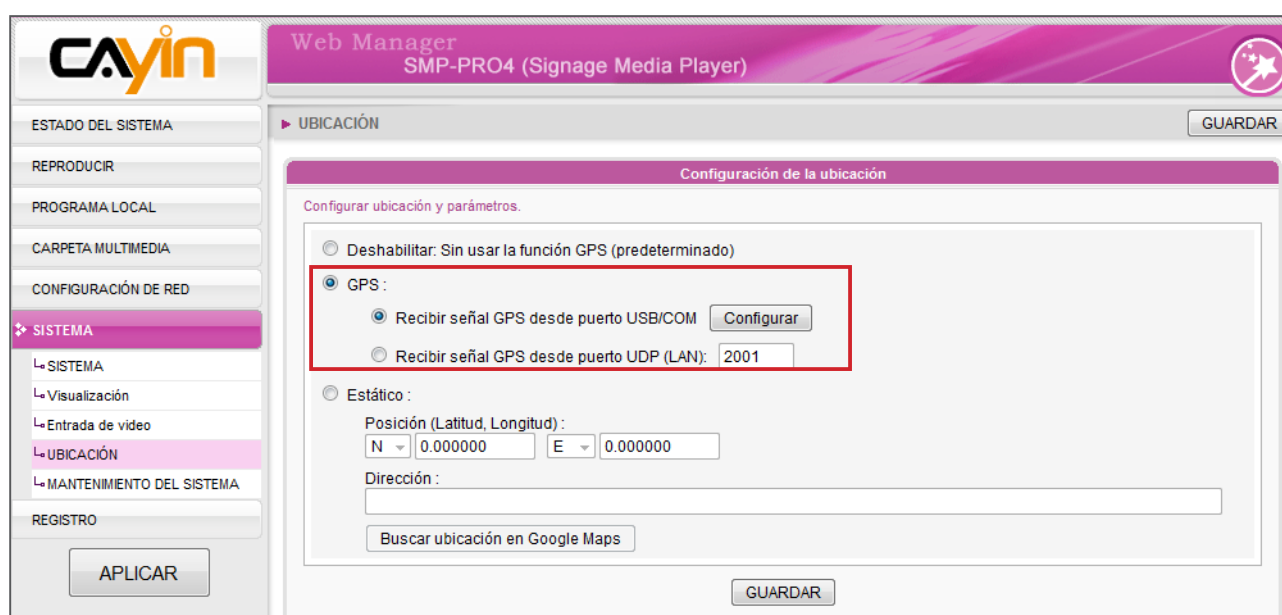 CAYIN
Web Manager
SMP-PRO4 (Signage Media Player)
ESTADO DEL SISTEMA
REPRODUCIR
PROGRAMA LOCAL
CARPETA MULTIMEDIA
CONFIGURACIÓN DE RED
SISTEMA
SISTEMA
Visualización
Entrada de video
UBICACIÓN
MANTENIMIENTO DEL SISTEMA
REGISTRO
APLICAR
UBICACIÓN
GUARDAR
Configuración de la ubicación
Configurar ubicación y parámetros.
Deshabilitar: Sin usar la función GPS (predeterminado)
GPS :
Recibir señal GPS desde puerto USB/COM Configurar
Recibir señal GPS desde puerto UDP (LAN): 2001
Estático :
Posición (Latitud, Longitud) :
N 0.000000 E 0.000000
Dirección :
Buscar ubicación en Google Maps
GUARDAR